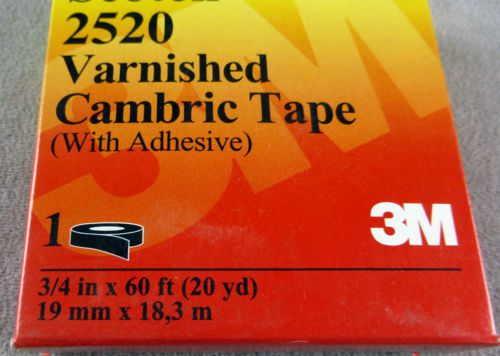 Scotch
2520
Varnished
Cambric Tape
(With Adhesive)
1
3M
3/4 in x 60 ft (20 yd)
19 mm x 18,3 m